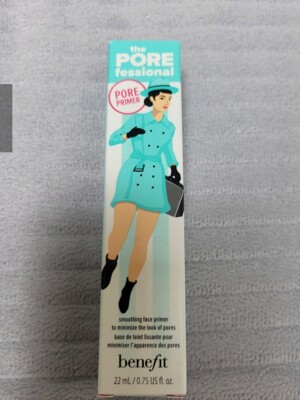 the
PORE
fessional
PORE
PRIMER
smoothing face primer
to minimize the look of pores
base de teint lissante pour
minimiser l'apparence des pores
benefit
22 mL / 0.75 US fl. oz.